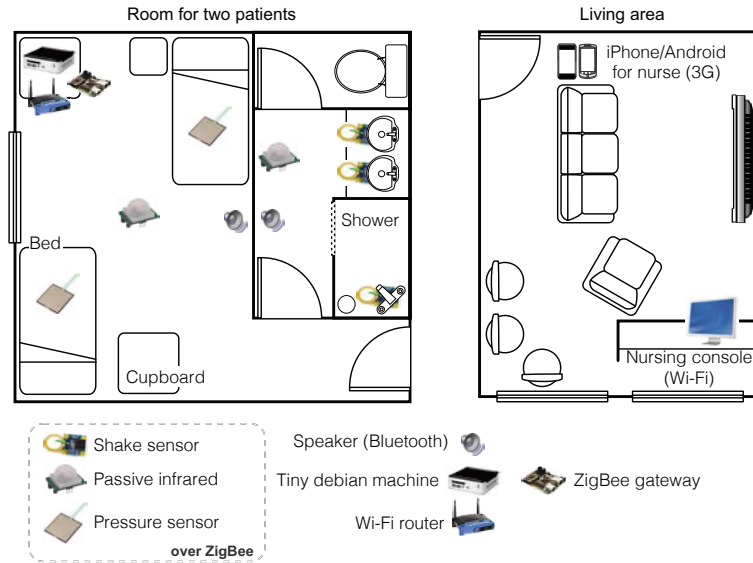 Room for two patients
Living area
iPhone/Android
for nurse (3G)
Shower
Bed
Cupboard
Nursing console
(Wi-Fi)
Shake sensor
Passive infrared
Pressure sensor
over ZigBee
Speaker (Bluetooth)
Tiny debian machine
ZigBee gateway
Wi-Fi router